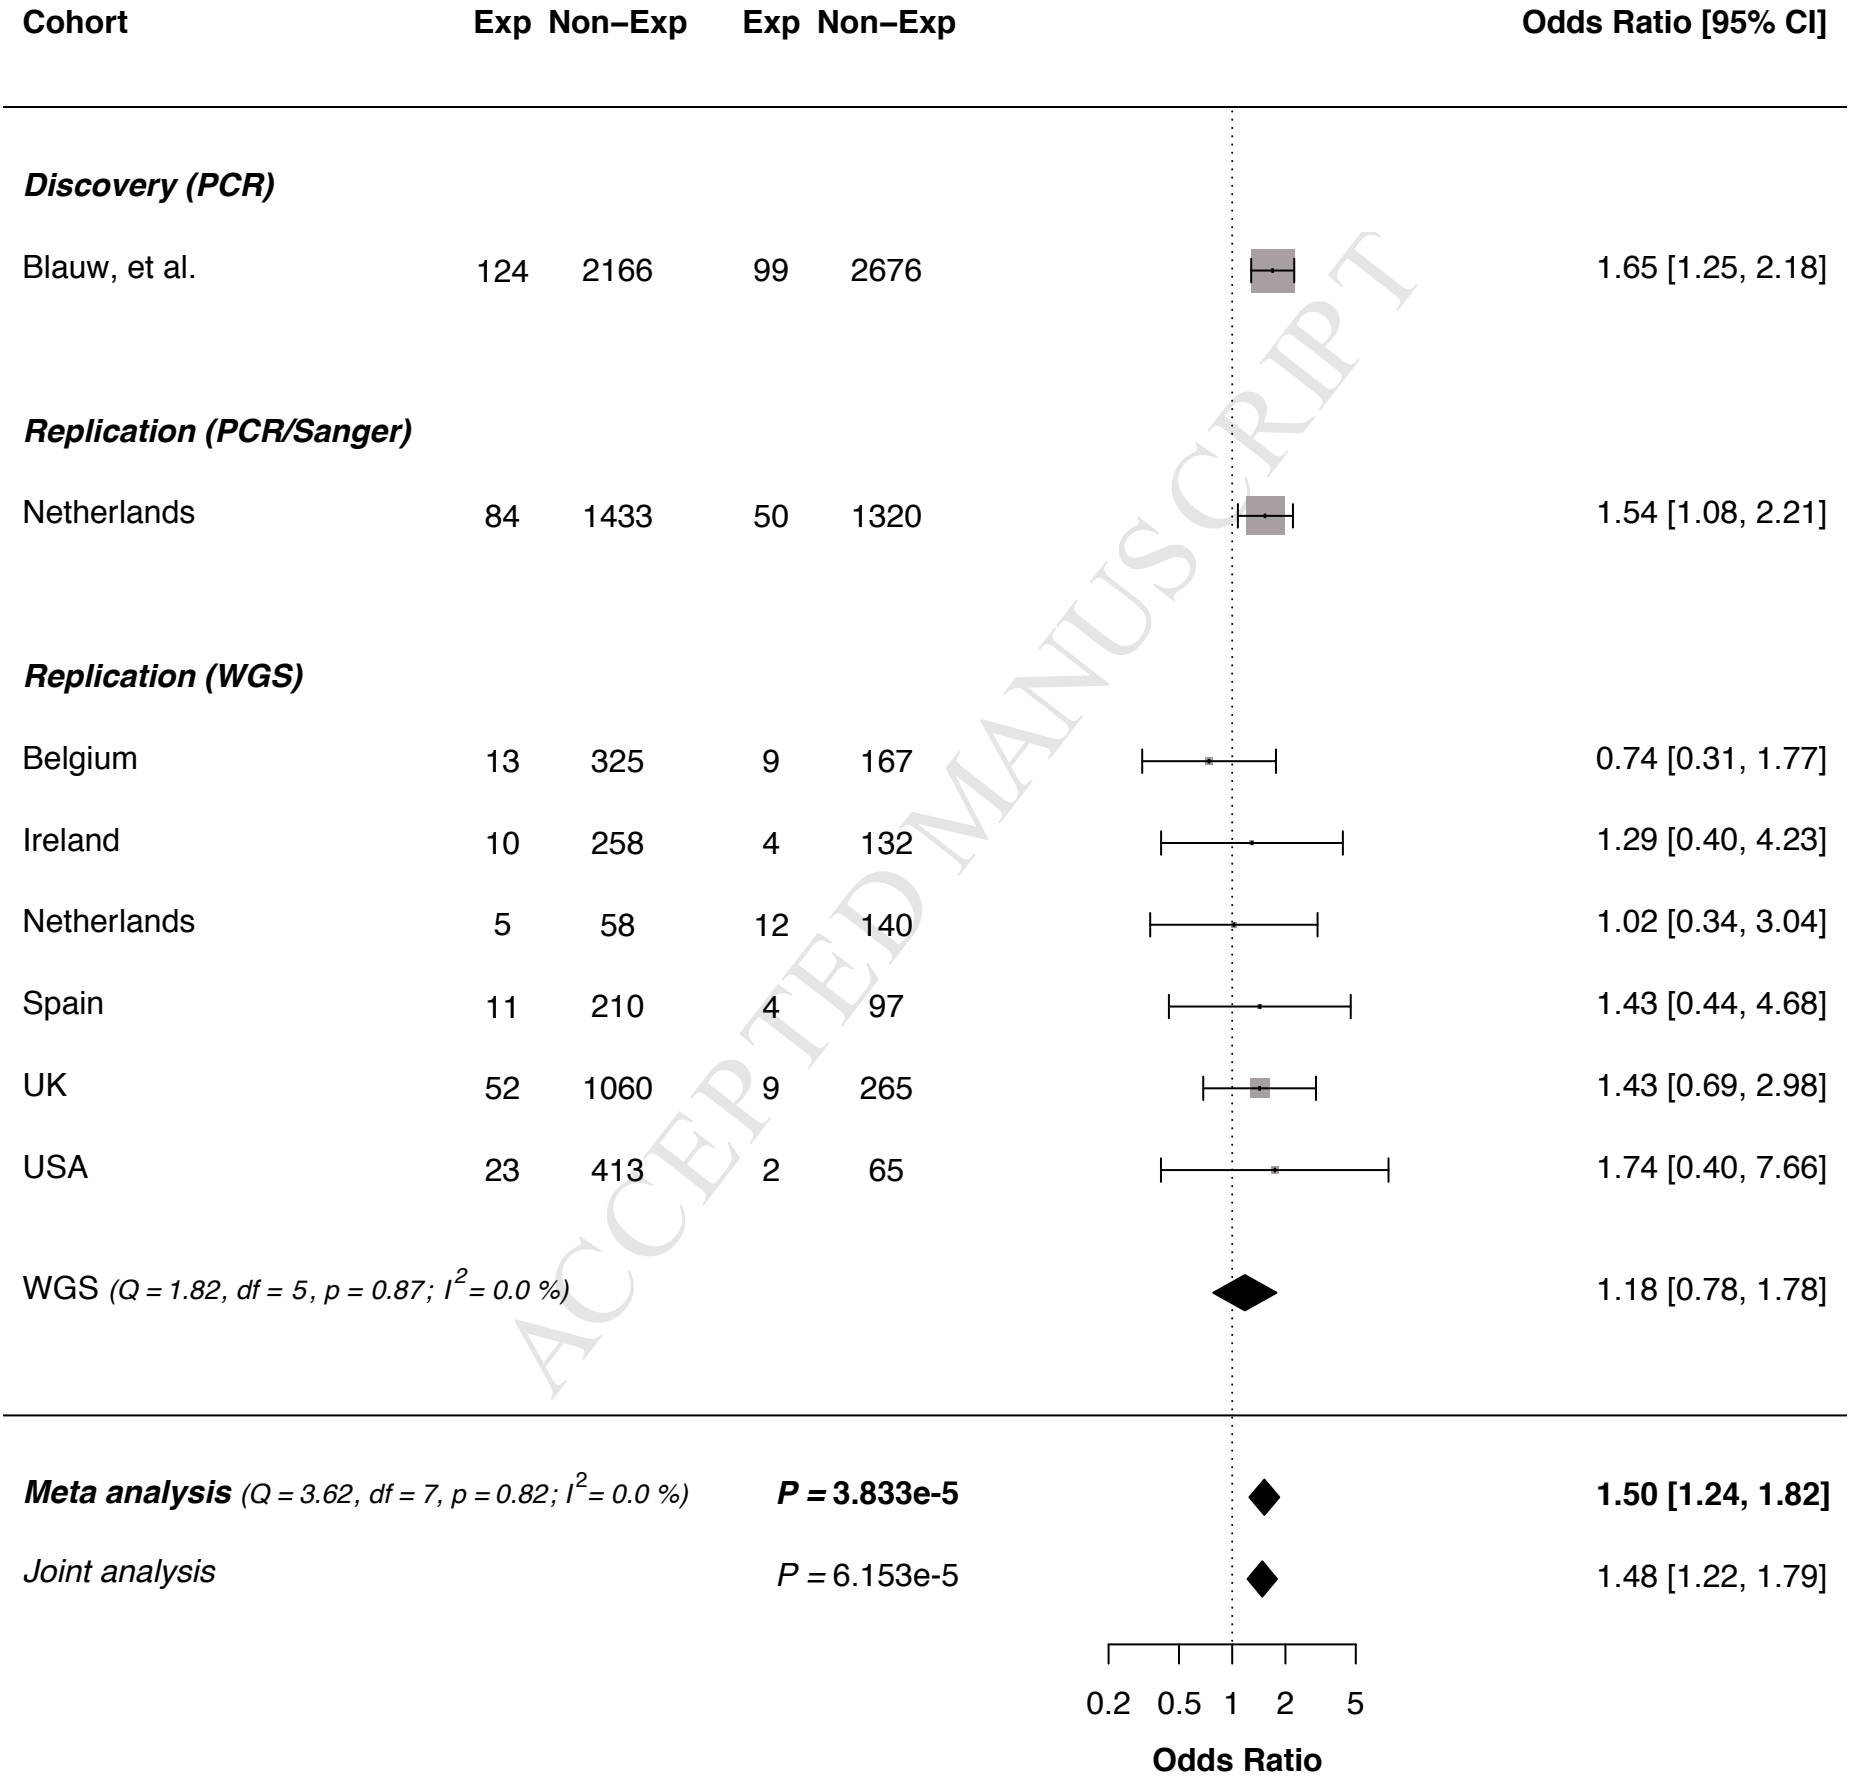 Cohort Exp Non–Exp Exp Non–Exp Odds Ratio [95% CI]
Discovery (PCR)
Blauw, et al. 124 2166 99 2676 1.65 [1.25, 2.18]
Replication (PCR/Sanger)
Netherlands 84 1433 50 1320 1.54 [1.08, 2.21]
Replication (WGS)
Belgium 13 325 9 167 0.74 [0.31, 1.77]
Ireland 10 258 4 132 1.29 [0.40, 4.23]
Netherlands 5 58 12 140 1.02 [0.34, 3.04]
Spain 11 210 4 97 1.43 [0.44, 4.68]
UK 52 1060 9 265 1.43 [0.69, 2.98]
USA 23 413 2 65 1.74 [0.40, 7.66]
WGS (Q = 1.82, df = 5, p = 0.87; I2= 0.0 %) 1.18 [0.78, 1.78]
Meta analysis (Q = 3.62, df = 7, p = 0.82; I2= 0.0 %) P = 3.833e-5 1.50 [1.24, 1.82]
Joint analysis P = 6.153e-5 1.48 [1.22, 1.79]
0.2 0.5 1 2 5
Odds Ratio
ACCEPTED MANUSCRIPT